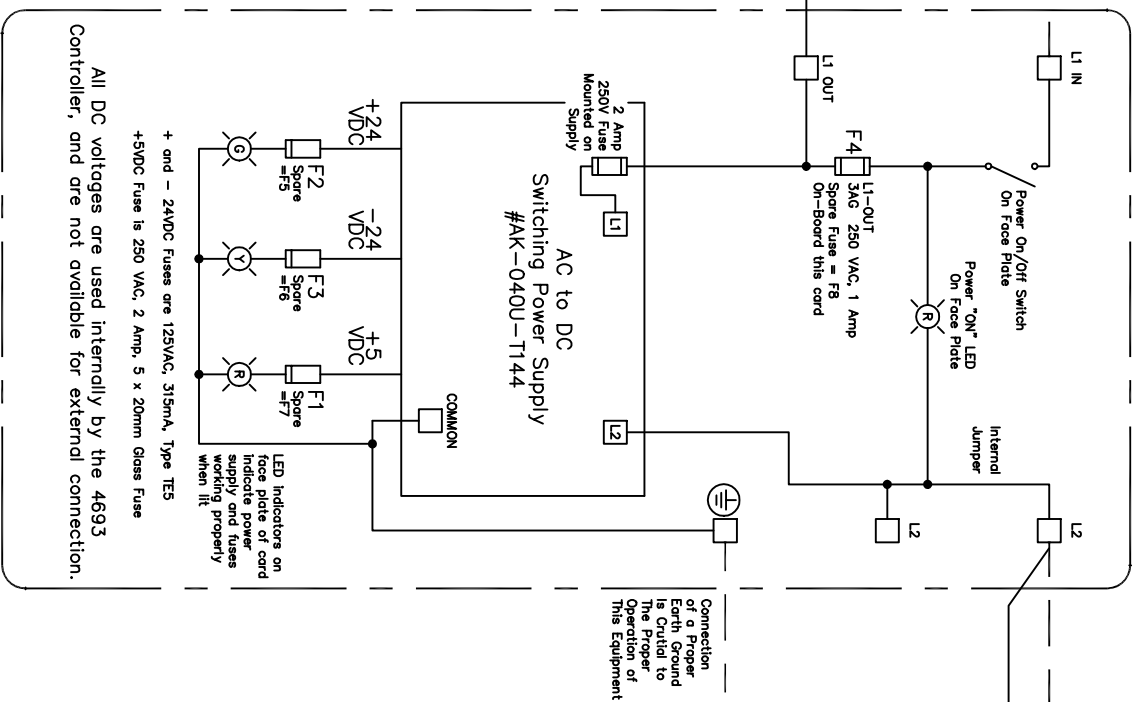 L1 IN
L2
Power On/Off Switch
On Face Plate
Internal
Jumper
Power "ON" LED
On Face Plate
R
L2
F4
L1-OUT
3AG 250 VAC, 1 Amp
Spare Fuse = F8
On-Board this card
L1 OUT
2 Amp
250V Fuse
Mounted on
Supply
L1
L2
AC to DC
Switching Power Supply
#AK-040U-T144
COMMON
+24
VDC
-24
VDC
+5
VDC
F2
Spare
=F5
F3
Spare
=F6
F1
Spare
=F7
G
Y
R
LED indicators on
face plate of card
indicate power
supply and fuses
working properly
when lit
+ and - 24VDC Fuses are 125VAC, 315mA, Type TE5
+5VDC Fuse is 250 VAC, 2 Amp, 5 x 20mm Glass Fuse
All DC voltages are used internally by the 4693
Controller, and are not available for external connection.
Connection
of a Proper
Earth Ground
Is Crutial to
The Proper
Operation of
This Equipment